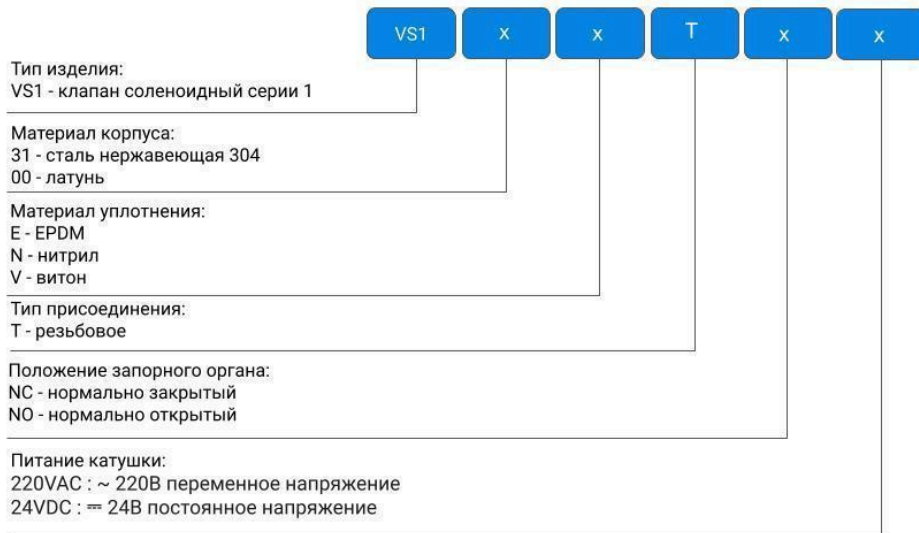 VS1 x x T x x
Тип изделия:
VS1 - клапан соленоидный серии 1
Материал корпуса:
31 - сталь нержавеющая 304
00 - латунь
Материал уплотнения:
E - EPDM
N - нитрил
V - витон
Тип присоединения:
T - резьбовое
Положение запорного органа:
NC - нормально закрытый
NO - нормально открытый
Питание катушки:
220VAC : ~ 220В переменное напряжение
24VDC : ⎓ 24В постоянное напряжение